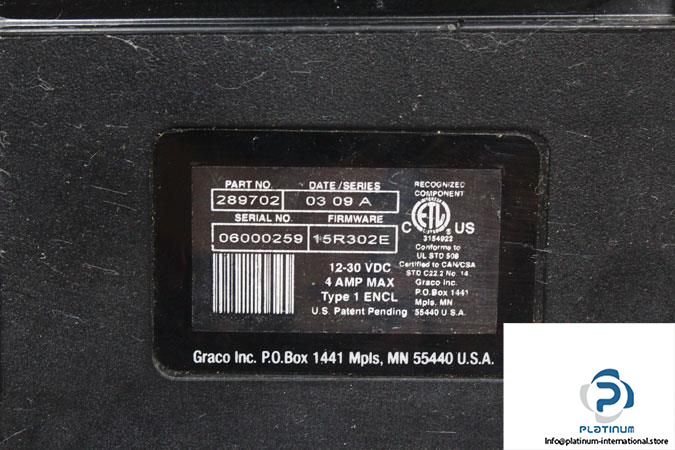 PART NO. DATE/SERIES
289702 03 09 A
SERIAL NO. FIRMWARE
06000259 15R302E
12-30 VDC
4 AMP MAX
Type 1 ENCL
U.S. Patent Pending
RECOGNIZED
COMPONENT
C ETL US
3154922
Conforms to
UL STD 508
Certified to CAN/CSA
STD C22.2 No. 14
Graco Inc.
P.O.Box 1441
Mpls, MN
55440 U.S.A.
Graco Inc. P.O.Box 1441 Mpls, MN 55440 U.S.A.
PLATINUM
Info@platinum-international.store